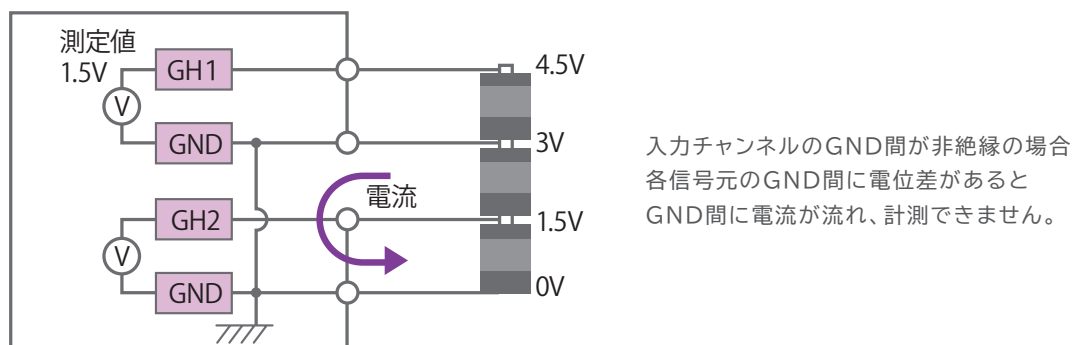 測定値
1.5V
GH1
4.5V
V
GND
3V
電流
GH2
1.5V
V
GND
0V
入力チャンネルのGND間が非絶縁の場合
各信号元のGND間に電位差があると
GND間に電流が流れ、計測できません。